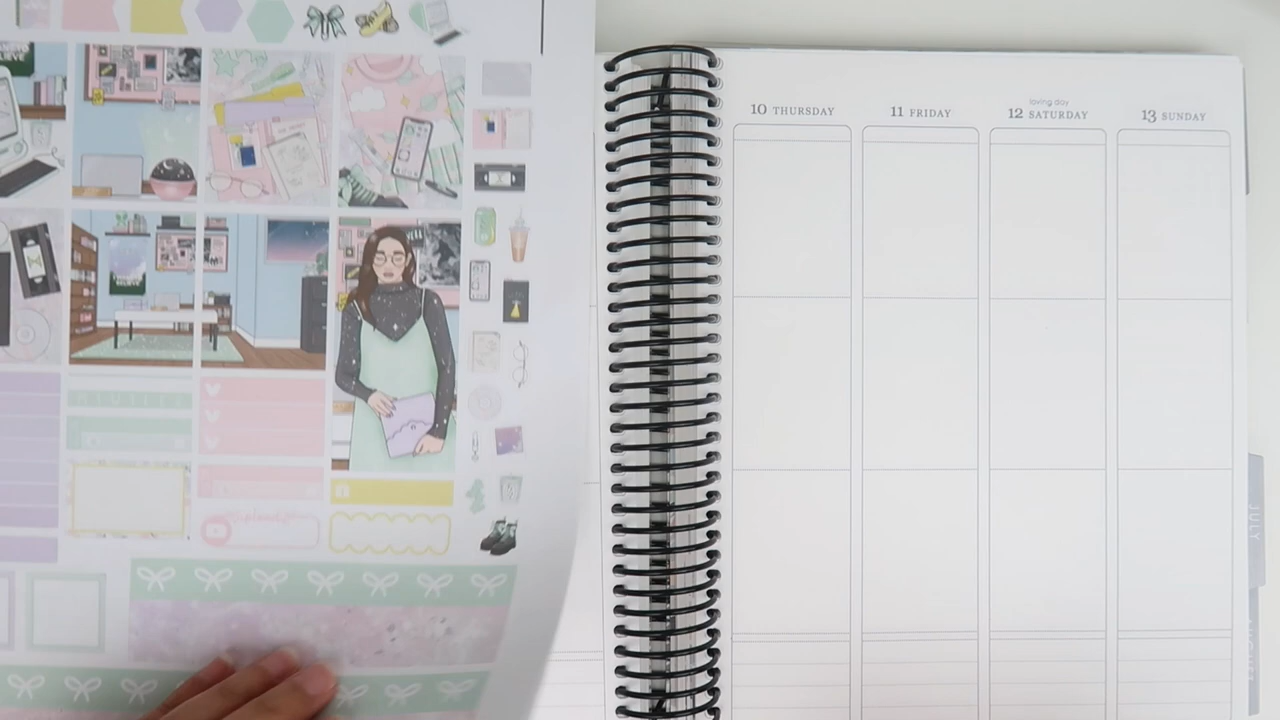 loving day
10 THURSDAY
11 FRIDAY
12 SATURDAY
13 SUNDAY
JULY